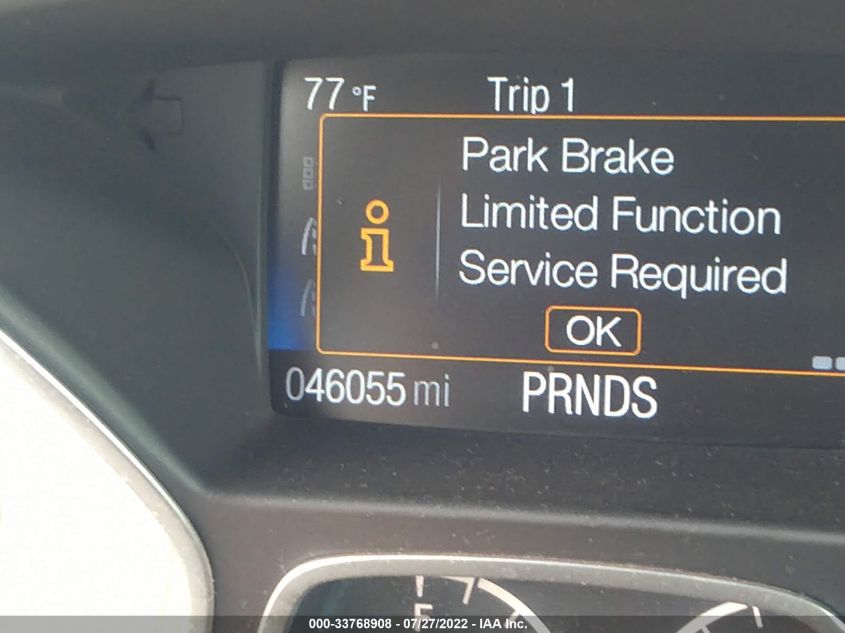 77 °F Trip 1
Park Brake
Limited Function
Service Required
OK
046055 mi PRNDS
7
F
000-33768908 - 07/27/2022 - IAA Inc.